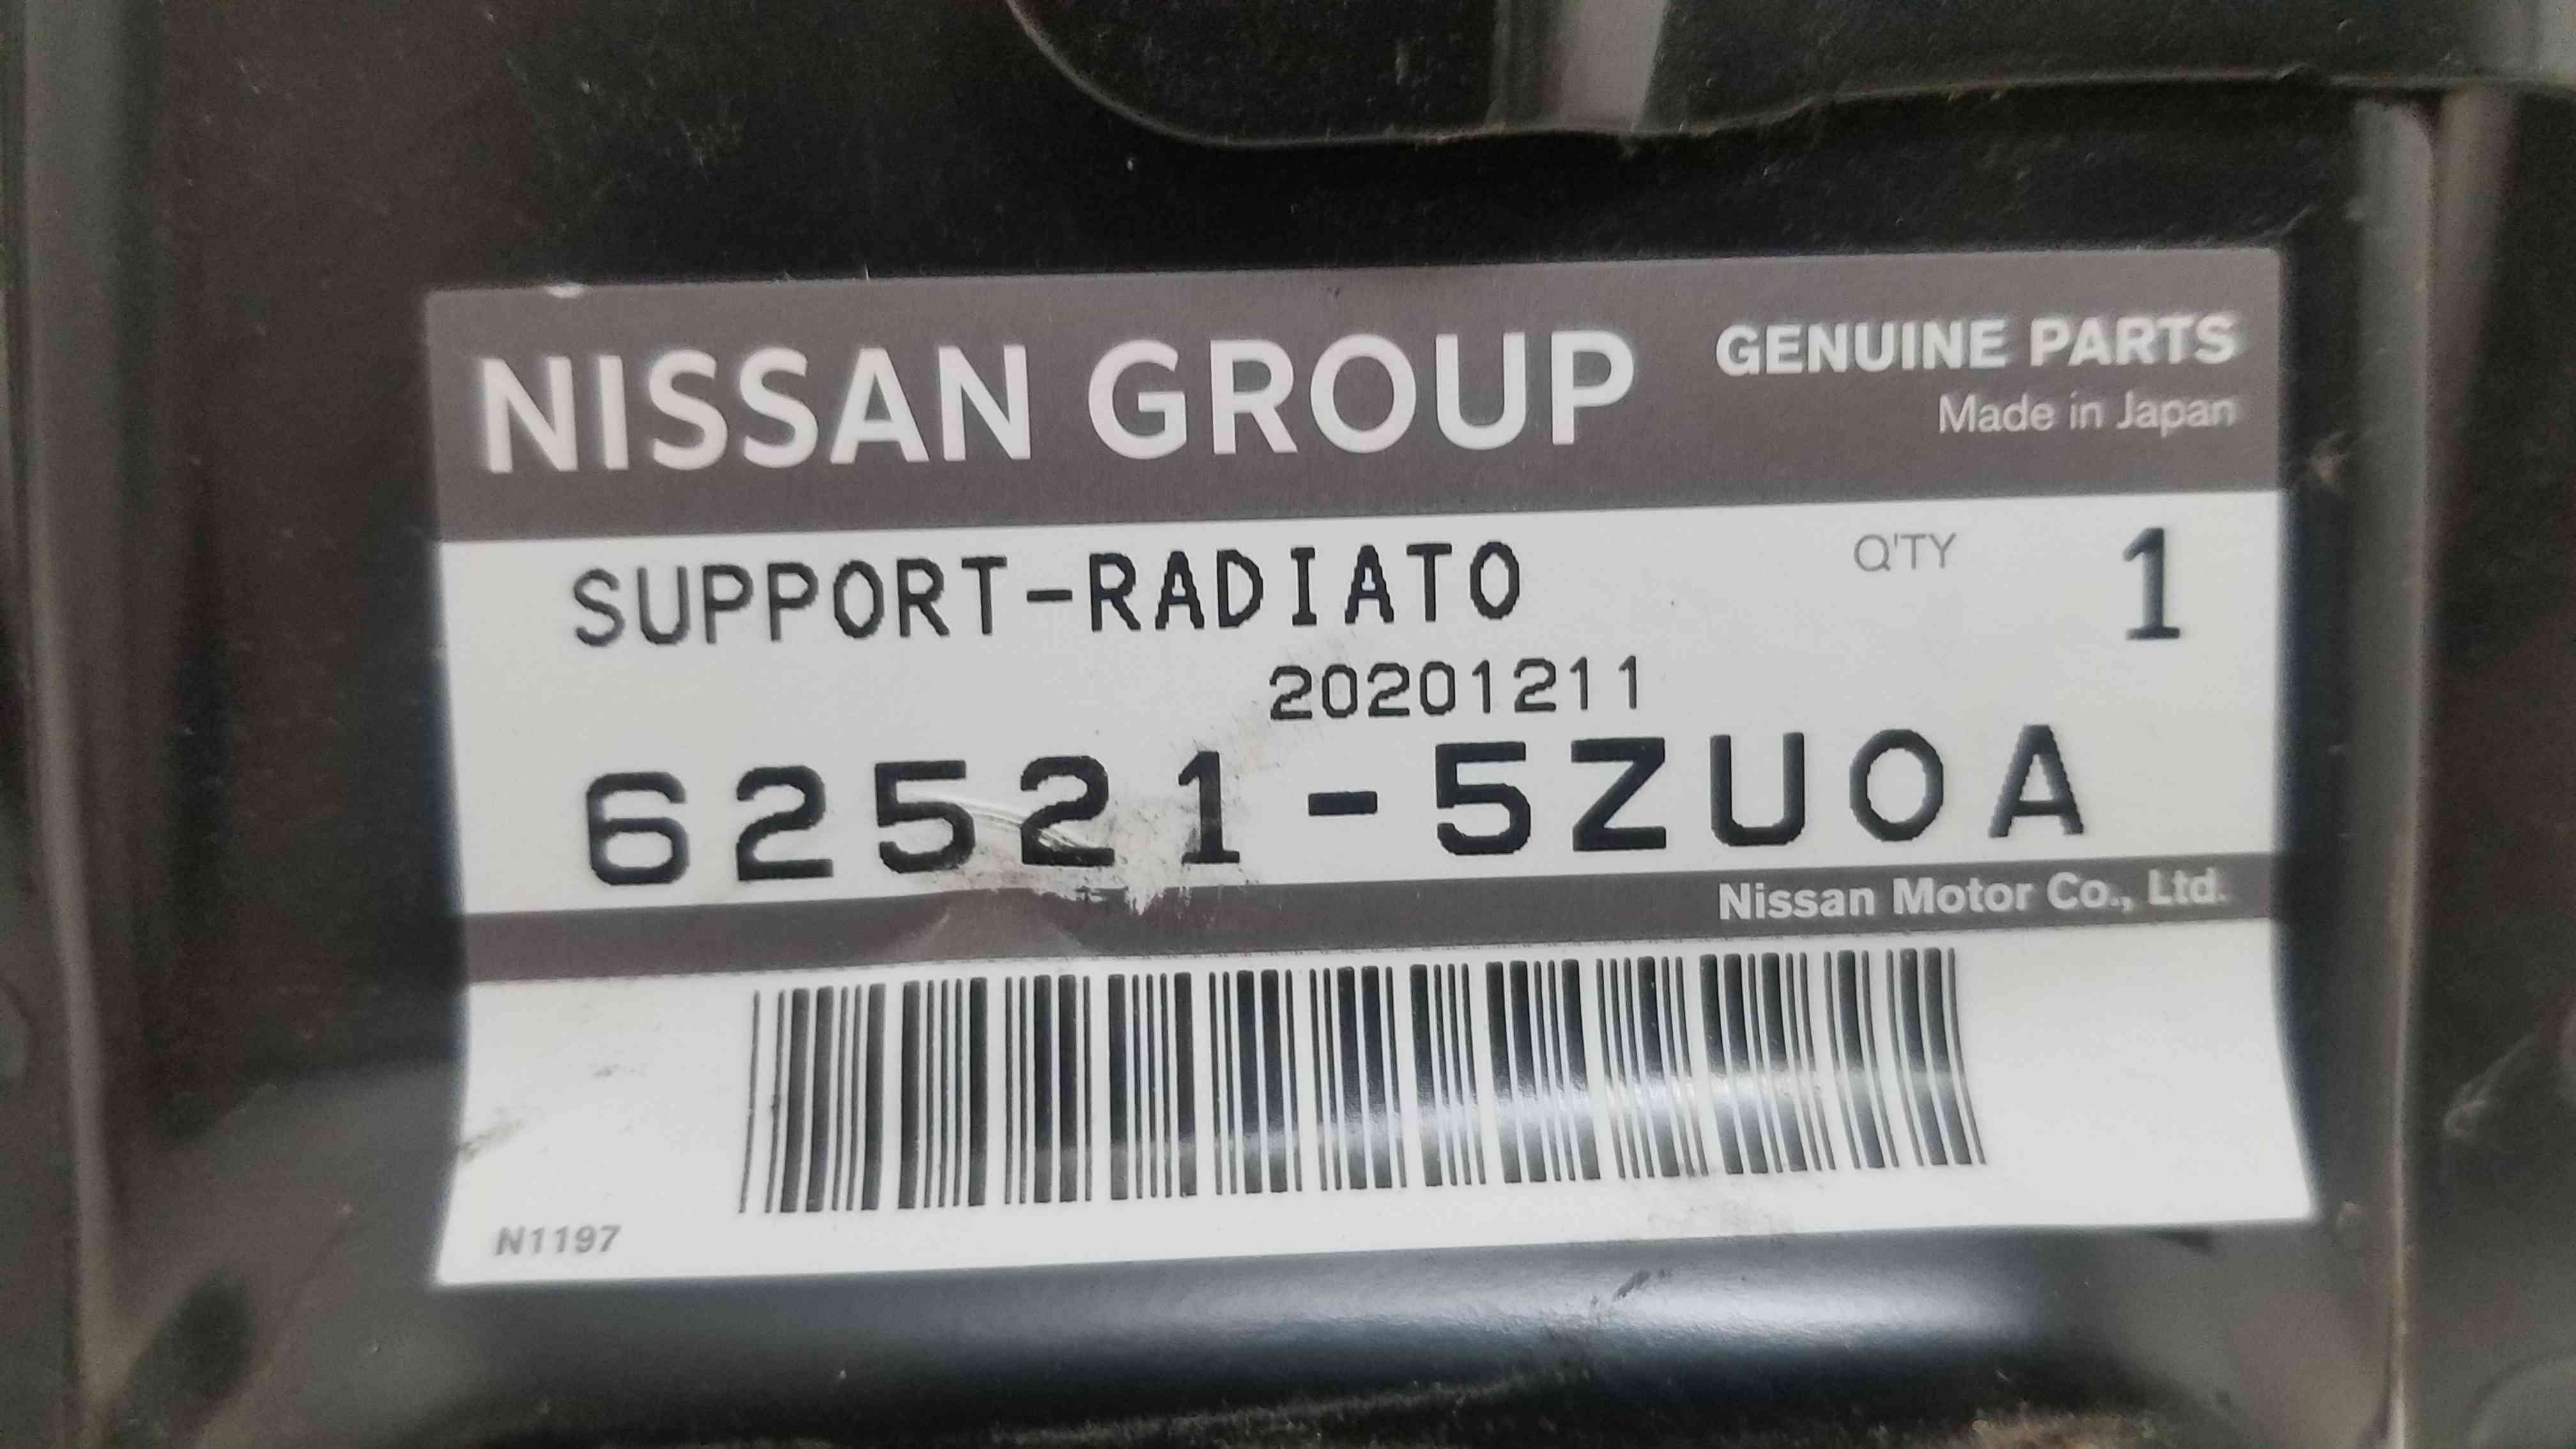 NISSAN GROUP GENUINE PARTS
Made in Japan
SUPPORT-RADIATO Q'TY 1
20201211
62521-5ZU0A
Nissan Motor Co., Ltd.
N1197